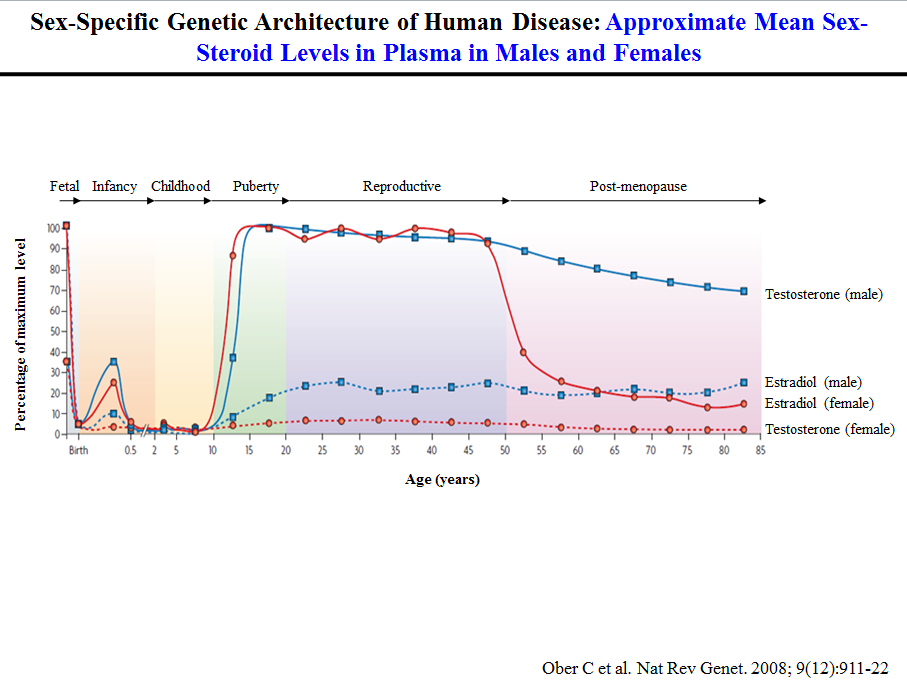 Sex-Specific Genetic Architecture of Human Disease: Approximate Mean Sex-
Steroid Levels in Plasma in Males and Females
Fetal Infancy Childhood Puberty Reproductive Post-menopause
Percentage of maximum level
100
90
80
70
60
50
40
30
20
10
0
Testosterone (male)
Estradiol (male)
Estradiol (female)
Testosterone (female)
Birth 0.5 2 5 10 15 20 25 30 35 40 45 50 55 60 65 70 75 80 85
Age (years)
Ober C et al. Nat Rev Genet. 2008; 9(12):911-22